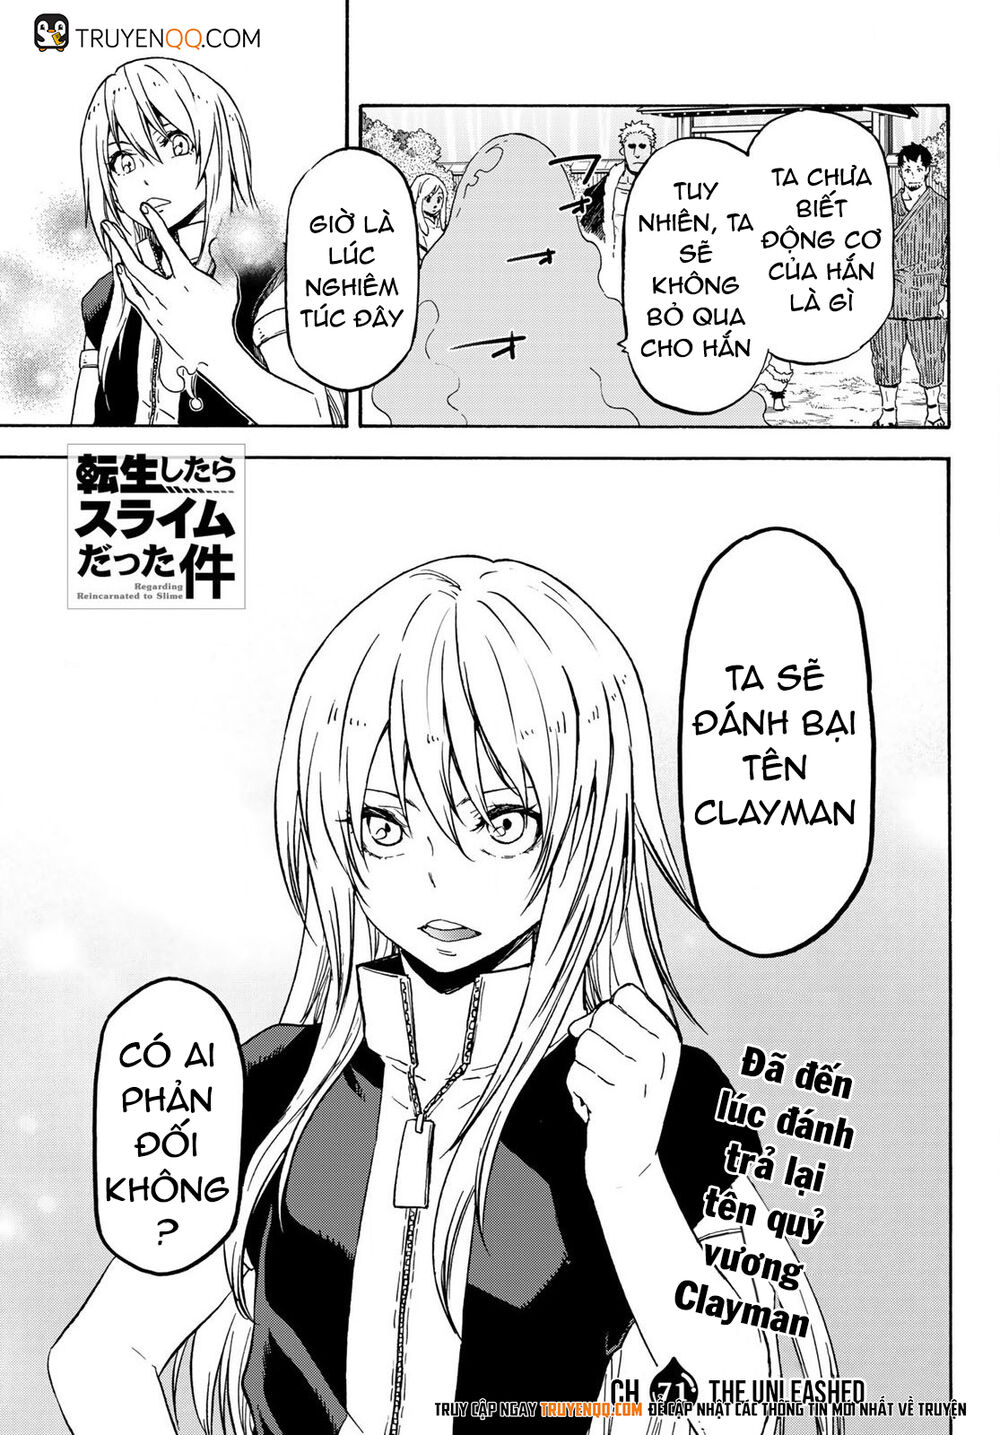 TRUYENQQ.COM
TA CHƯA
BIẾT
ĐỘNG CƠ
CỦA HẮN
LÀ GÌ
TUY
NHIÊN, TA
SẼ
KHÔNG
BỎ QUA
CHO HẮN
GIỜ LÀ
LÚC
NGHIÊM
TÚC ĐÂY
転生したら
スライム
だった件
Regarding
Reincarnated to Slime
TA SẼ
ĐÁNH BẠI
TÊN
CLAYMAN
CÓ AI
PHẢN
ĐỐI
KHÔNG
?
Đã đến
lúc đánh
trả lại
tên quỷ
vương
Clayman
CH 71 THE UNLEASHED
TRUY CẬP NGAY TRUYENQQ.COM ĐỂ CẬP NHẬT CÁC THÔNG TIN MỚI NHẤT VỀ TRUYỆN